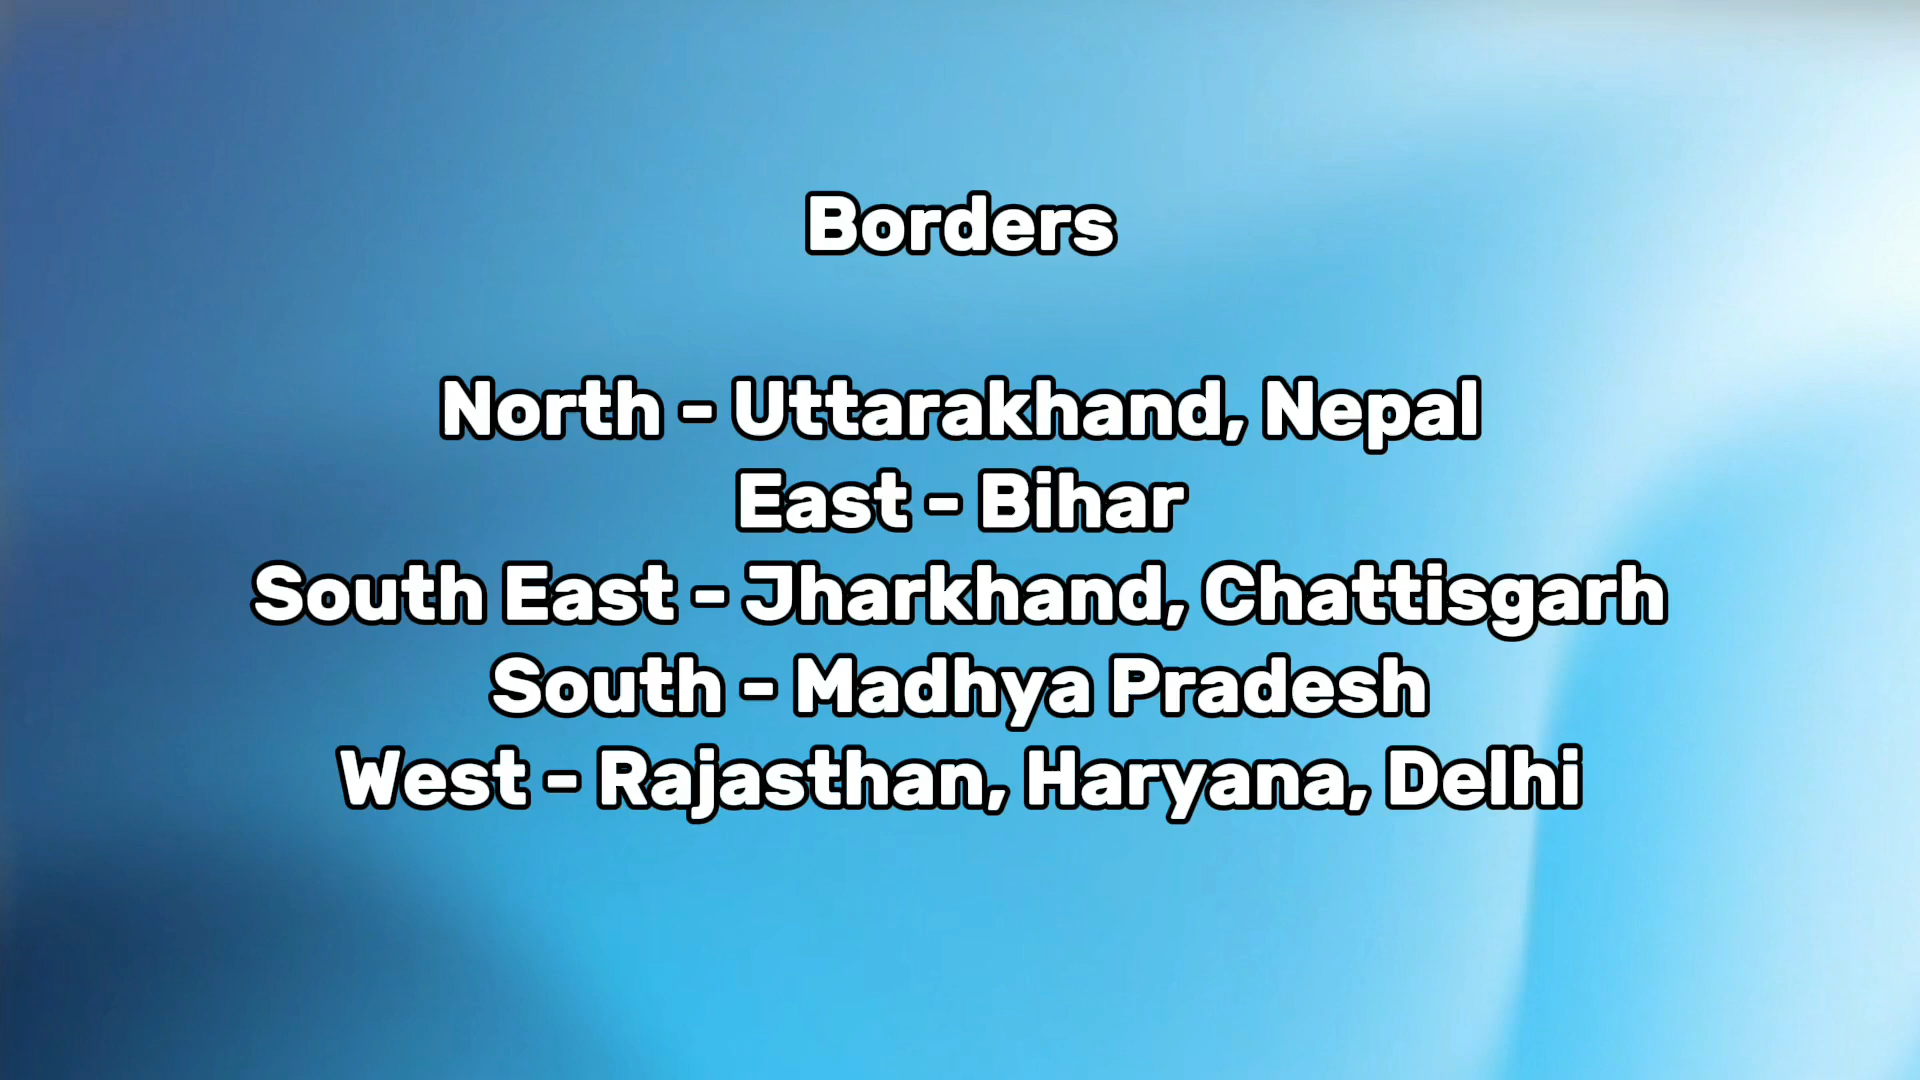 Borders
North - Uttarakhand, Nepal
East - Bihar
South East - Jharkhand, Chattisgarh
South - Madhya Pradesh
West - Rajasthan, Haryana, Delhi